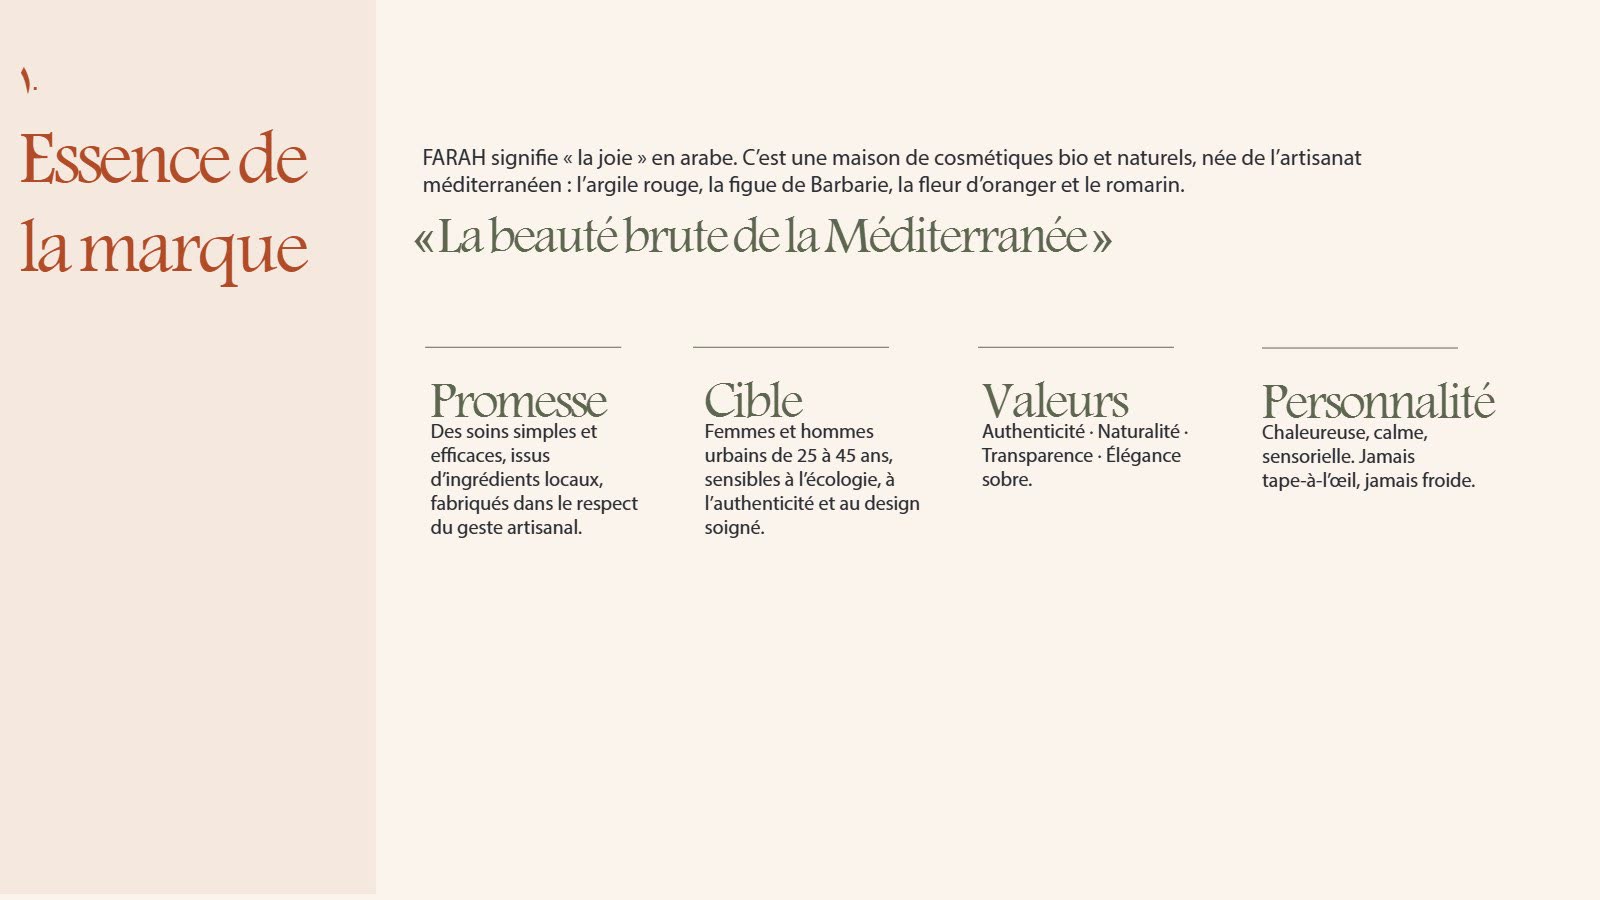 ١.
Essence de
la marque
FARAH signifie « la joie » en arabe. C’est une maison de cosmétiques bio et naturels, née de l’artisanat
méditerranéen : l’argile rouge, la figue de Barbarie, la fleur d’oranger et le romarin.
« La beauté brute de la Méditerranée »
Promesse
Des soins simples et
efficaces, issus
d’ingrédients locaux,
fabriqués dans le respect
du geste artisanal.
Cible
Femmes et hommes
urbains de 25 à 45 ans,
sensibles à l’écologie, à
l’authenticité et au design
soigné.
Valeurs
Authenticité · Naturalité ·
Transparence · Élégance
sobre.
Personnalité
Chaleureuse, calme,
sensorielle. Jamais
tape-à-l’œil, jamais froide.